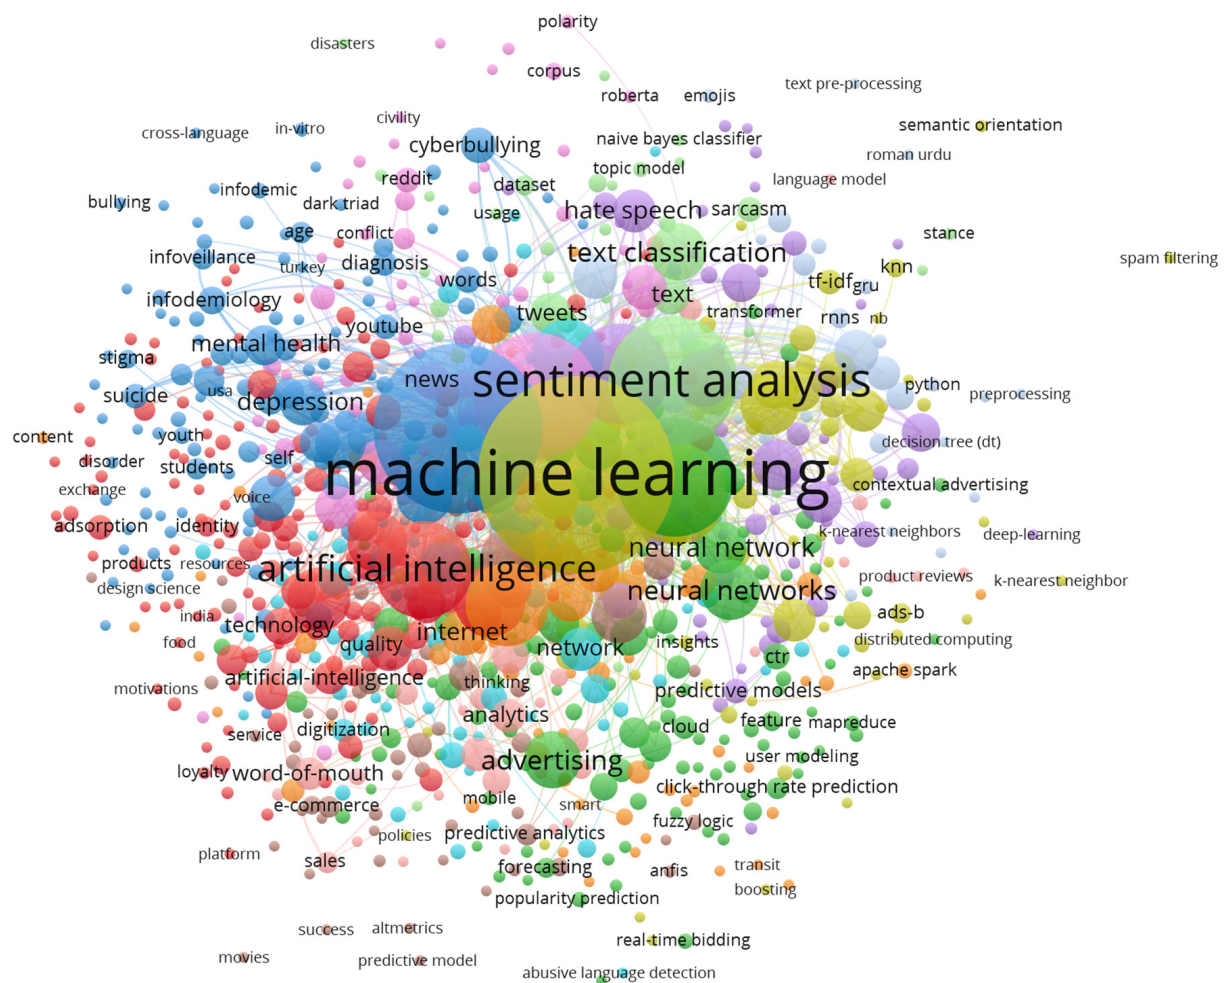 polarity
disasters
corpus
text pre-processing
roberta
emojis
civility
semantic orientation
cross-language
in-vitro
naive bayes classifier
cyberbullying
roman urdu
topic model
reddit
language model
infodemic
dataset
bullying
dark triad
usage
hate speech
sarcasm
age
conflict
stance
infoveillance
text classification
spam filtering
turkey
diagnosis
knn
words
tf-idf
gru
infodemiology
text
tweets
transformer
rnns
nb
youtube
mental health
stigma
news
sentiment analysis
python
usa
suicide
depression
preprocessing
content
youth
decision tree (dt)
disorder
students
self
machine learning
exchange
voice
contextual advertising
adsorption
identity
k-nearest neighbors
deep-learning
neural network
products
resources
artificial intelligence
product reviews
k-nearest neighbor
design science
neural networks
india
ads-b
technology
internet
food
quality
network
insights
distributed computing
ctr
apache spark
artificial-intelligence
thinking
motivations
predictive models
analytics
service
digitization
cloud
feature
mapreduce
user modeling
advertising
loyalty
word-of-mouth
click-through rate prediction
e-commerce
mobile
smart
fuzzy logic
policies
predictive analytics
platform
sales
forecasting
anfis
transit
boosting
popularity prediction
success
altmetrics
real-time bidding
movies
predictive model
abusive language detection